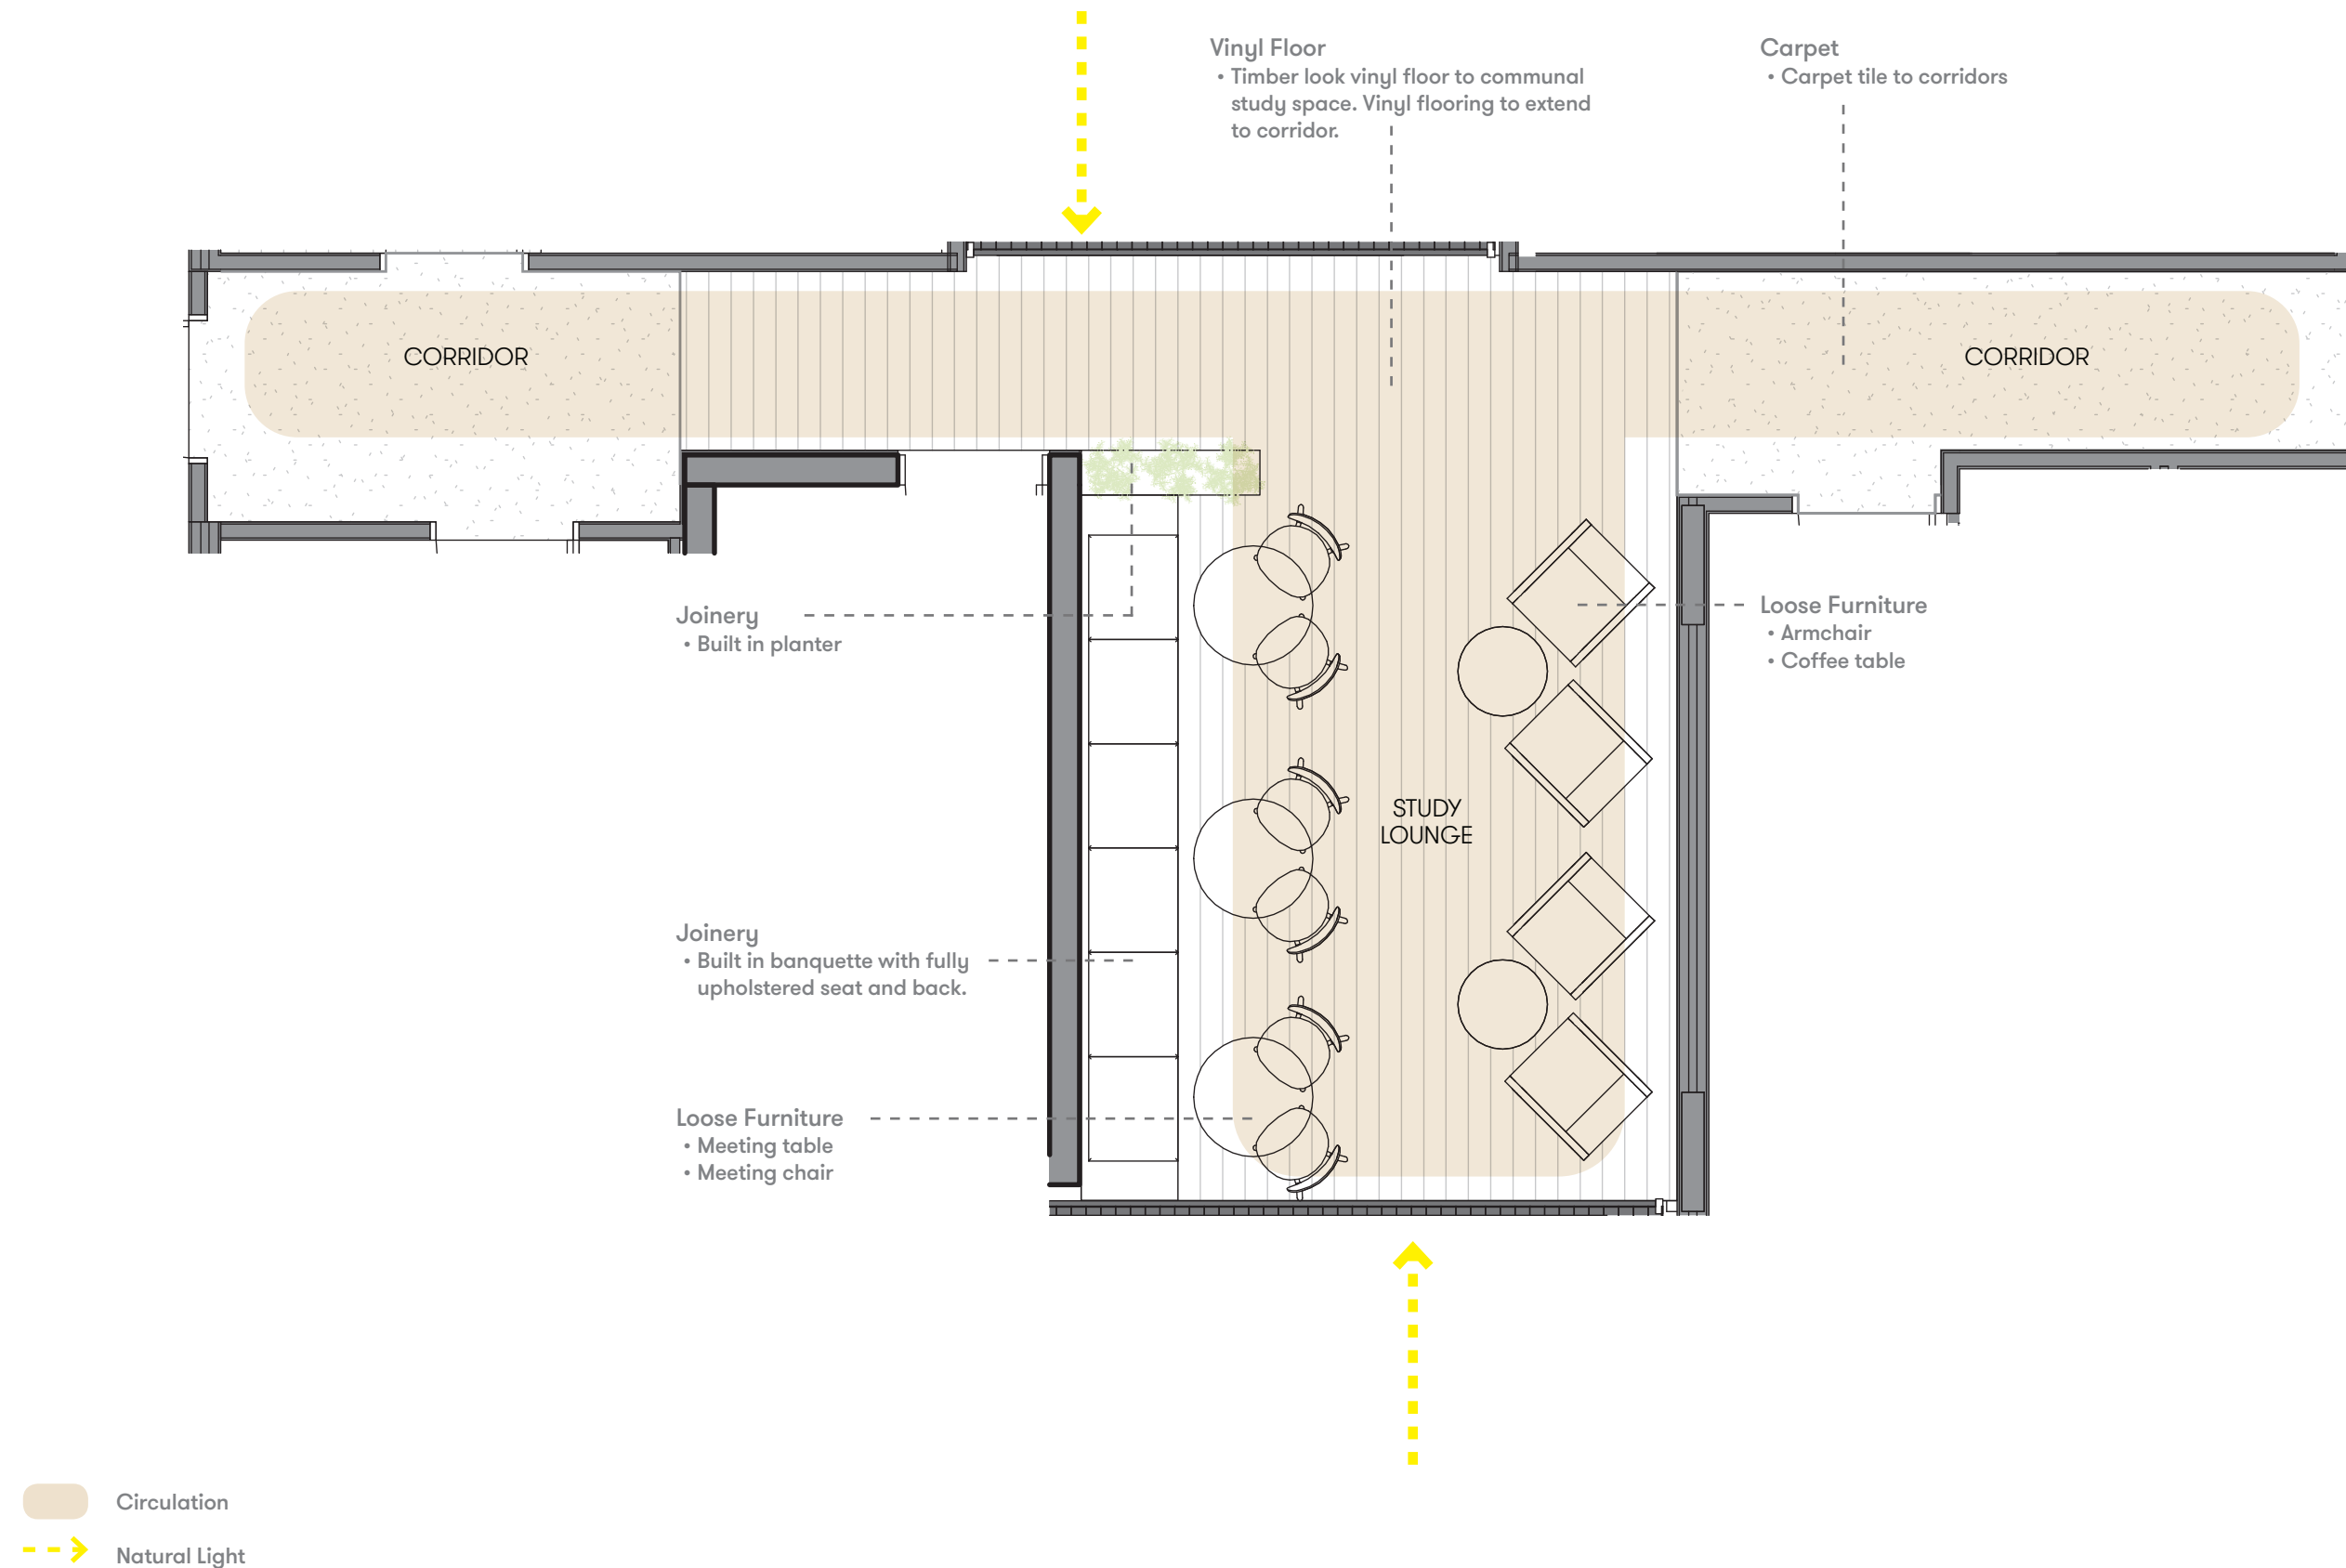 Vinyl Floor
• Timber look vinyl floor to communal
study space. Vinyl flooring to extend
to corridor.
Carpet
• Carpet tile to corridors
CORRIDOR
CORRIDOR
Joinery
• Built in planter
Loose Furniture
• Armchair
• Coffee table
STUDY
LOUNGE
Joinery
• Built in banquette with fully
upholstered seat and back.
Loose Furniture
• Meeting table
• Meeting chair
Circulation
Natural Light